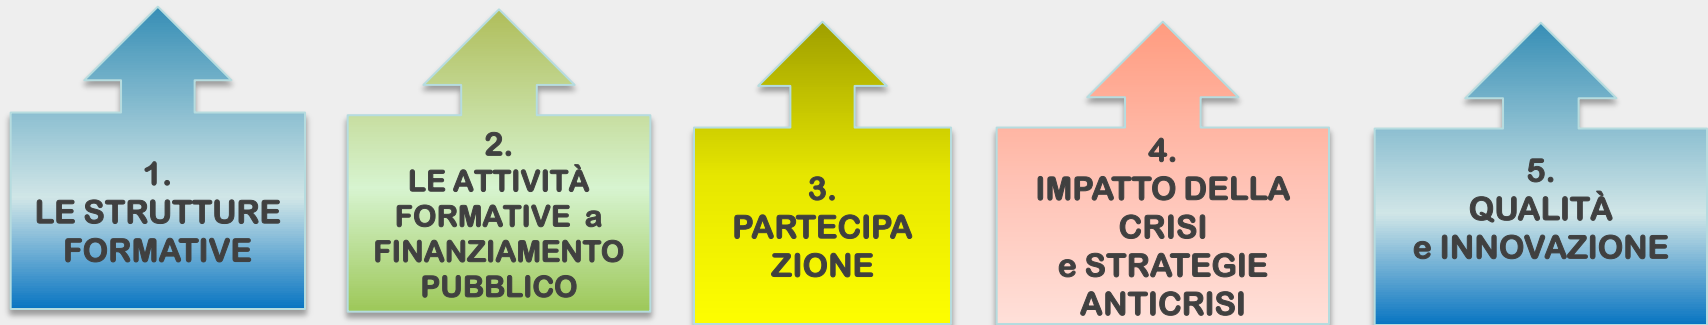 1.
LE STRUTTURE
FORMATIVE
2.
LE ATTIVITÀ
FORMATIVE a
FINANZIAMENTO
PUBBLICO
3.
PARTECIPA
ZIONE
4.
IMPATTO DELLA
CRISI
e STRATEGIE
ANTICRISI
5.
QUALITÀ
e INNOVAZIONE